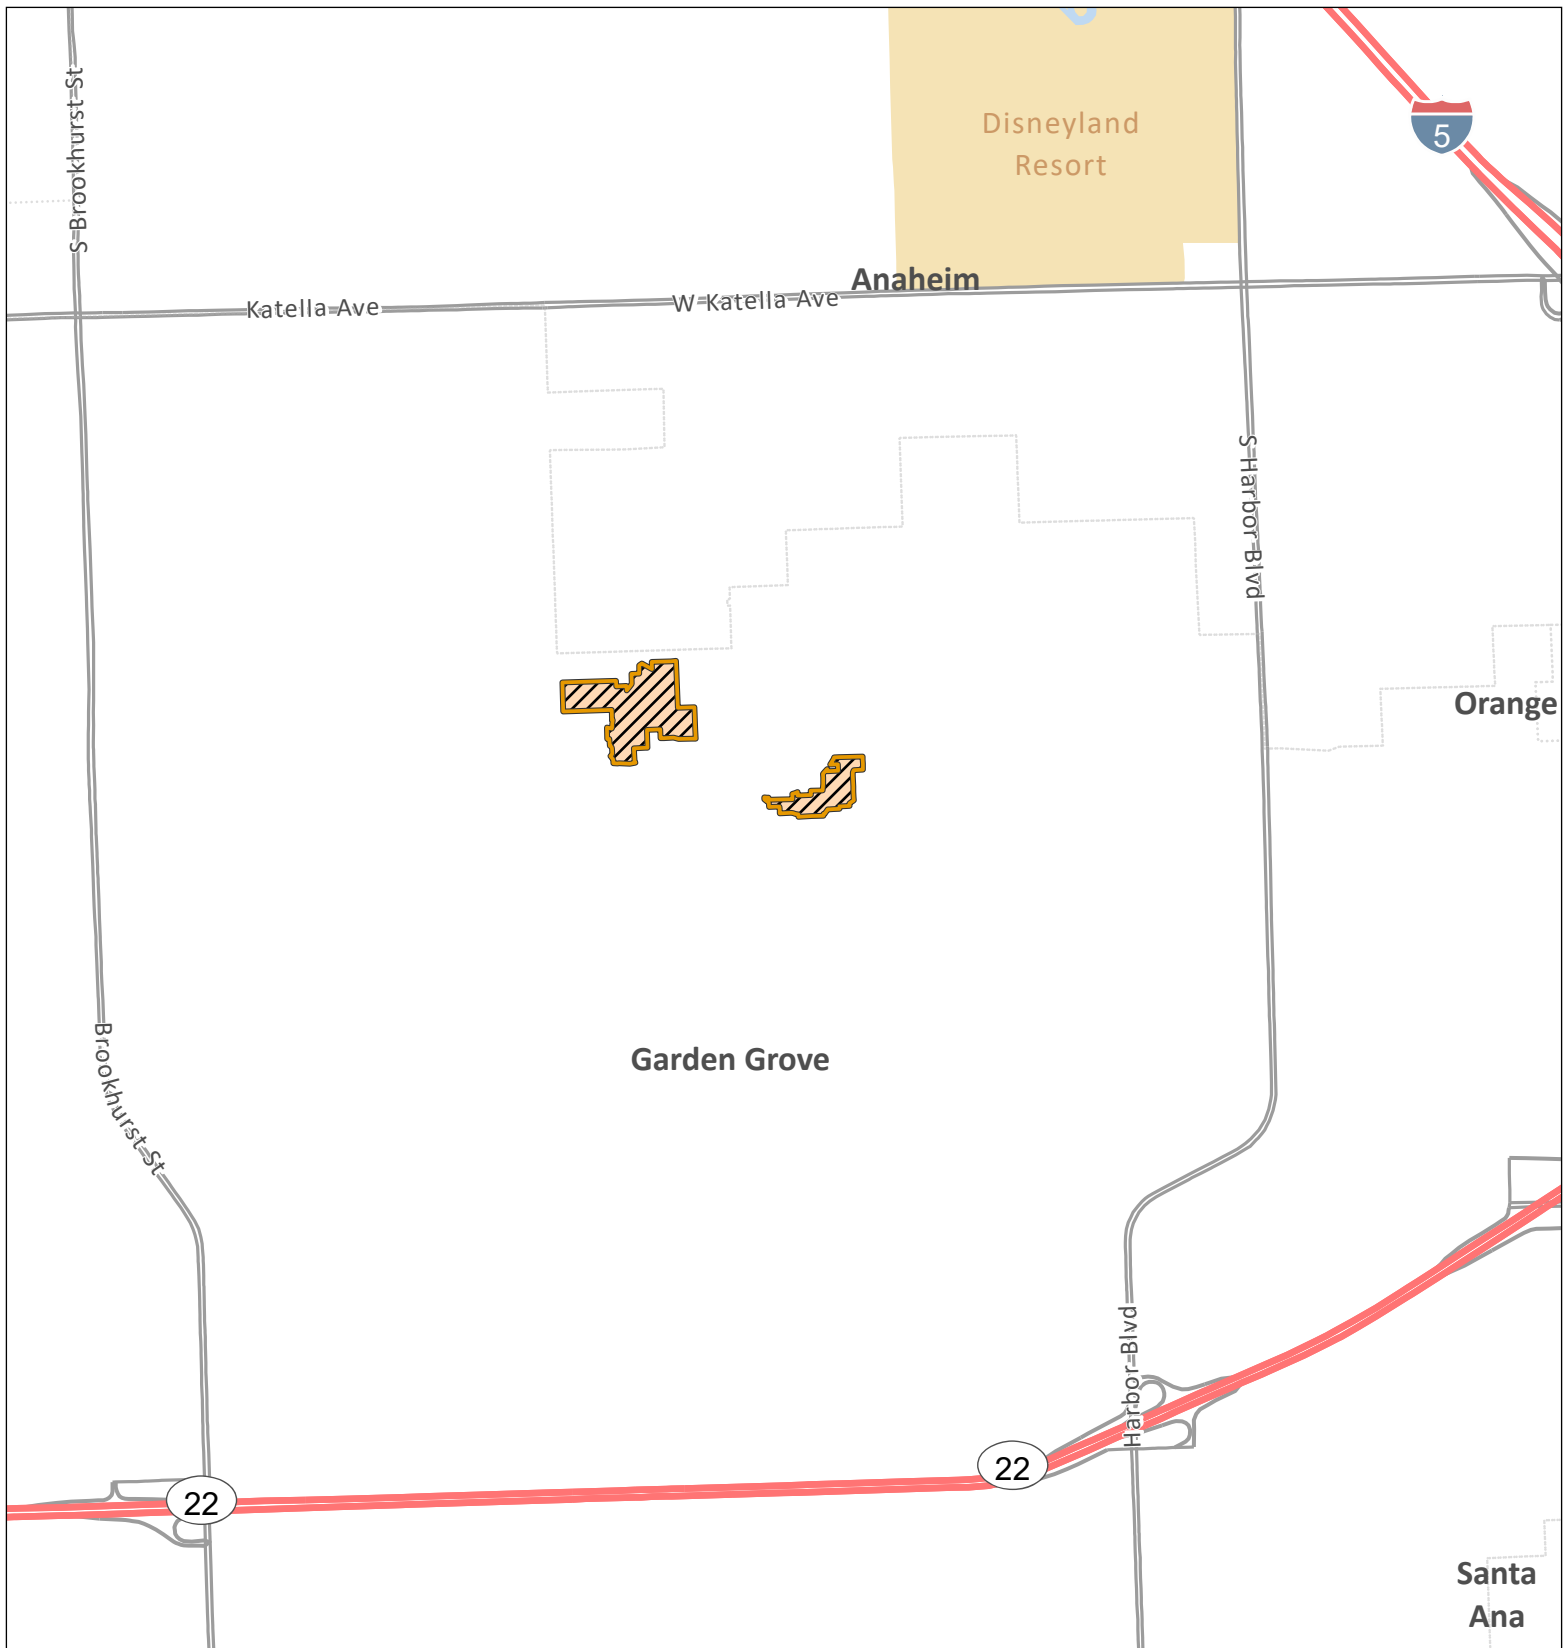 S Brookhurst St
Disneyland
Resort
5
Anaheim
Katella Ave
W Katella Ave
S Harbor Blvd
Orange
Brookhurst St
Garden Grove
Harbor Blvd
22
22
Santa
Ana